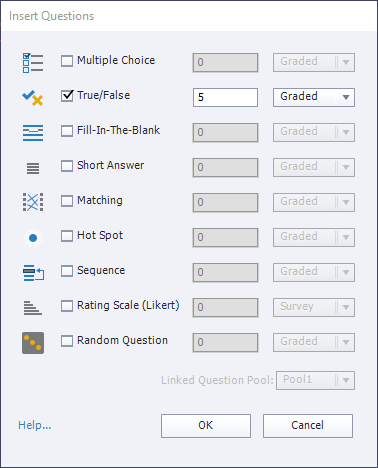 Insert Questions
Multiple Choice 0 Graded
True/False 5 Graded
Fill-In-The-Blank 0 Graded
Short Answer 0 Graded
Matching 0 Graded
Hot Spot 0 Graded
Sequence 0 Graded
Rating Scale (Likert) 0 Survey
Random Question 0 Graded
Linked Question Pool: Pool1
Help... OK Cancel